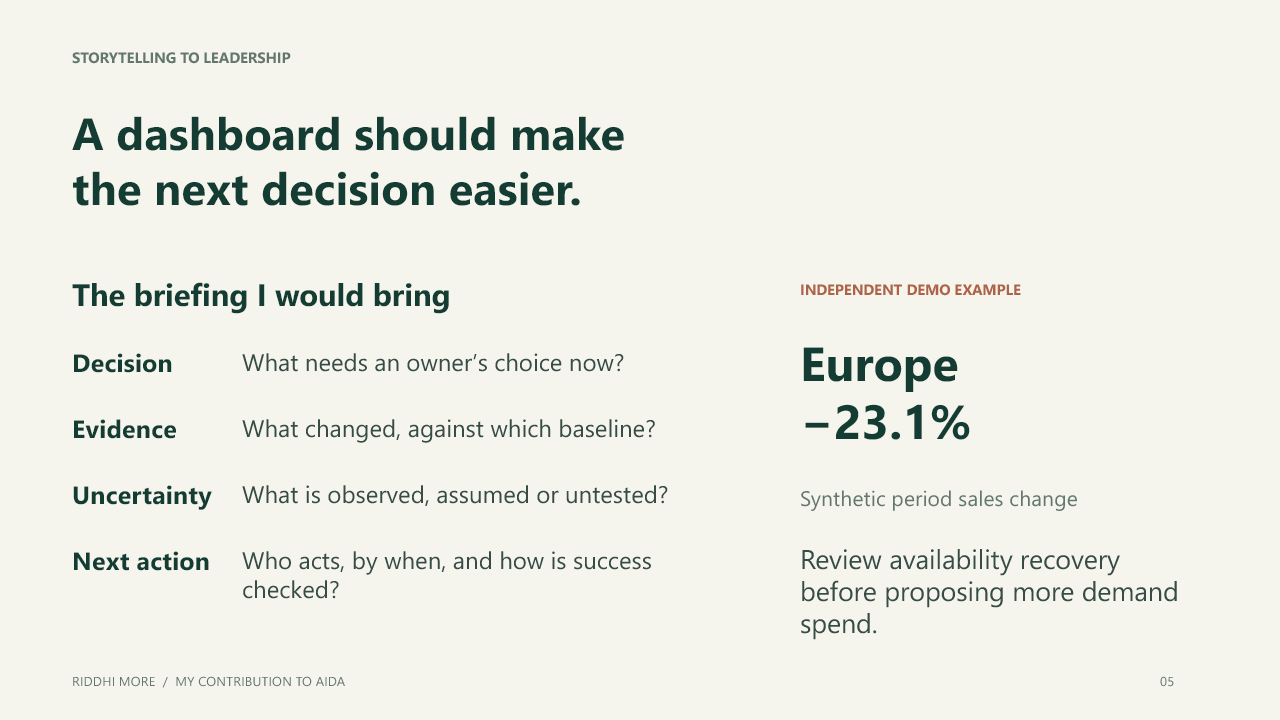 STORYTELLING TO LEADERSHIP
A dashboard should make
the next decision easier.
The briefing I would bring
Decision What needs an owner’s choice now?
Evidence What changed, against which baseline?
Uncertainty What is observed, assumed or untested?
Next action Who acts, by when, and how is success
checked?
INDEPENDENT DEMO EXAMPLE
Europe
−23.1%
Synthetic period sales change
Review availability recovery
before proposing more demand
spend.
RIDDHI MORE / MY CONTRIBUTION TO AIDA
05